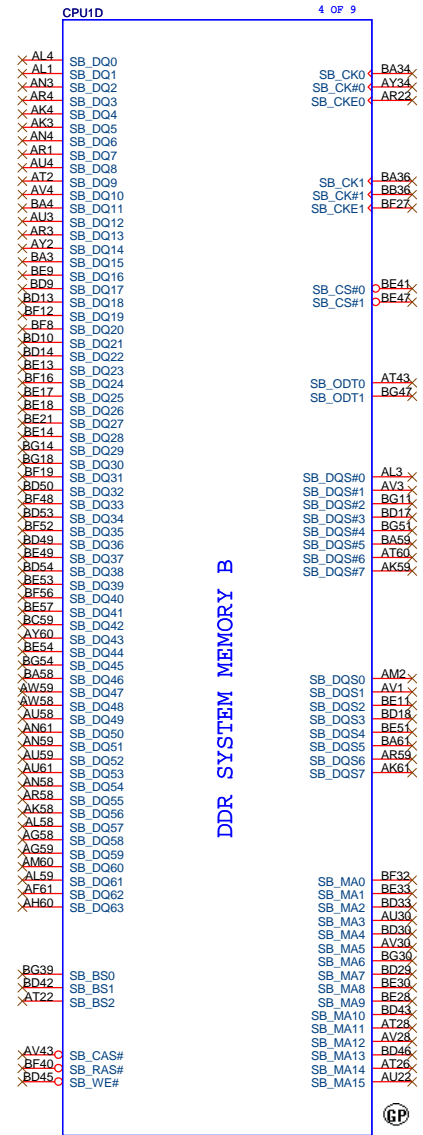 CPU1D
4 OF 9
AL4 SB_DQ0
AL1 SB_DQ1
AN3 SB_DQ2
AR4 SB_DQ3
AK4 SB_DQ4
AK3 SB_DQ5
AN4 SB_DQ6
AR1 SB_DQ7
AU4 SB_DQ8
AT2 SB_DQ9
AV4 SB_DQ10
BA4 SB_DQ11
AU3 SB_DQ12
AR3 SB_DQ13
AY2 SB_DQ14
BA3 SB_DQ15
BE9 SB_DQ16
BD9 SB_DQ17
BD13 SB_DQ18
BF12 SB_DQ19
BF8 SB_DQ20
BD10 SB_DQ21
BD14 SB_DQ22
BE13 SB_DQ23
BF16 SB_DQ24
BE17 SB_DQ25
BE18 SB_DQ26
BE21 SB_DQ27
BE14 SB_DQ28
BG14 SB_DQ29
BG18 SB_DQ30
BF19 SB_DQ31
BD50 SB_DQ32
BF48 SB_DQ33
BD53 SB_DQ34
BF52 SB_DQ35
BD49 SB_DQ36
BE49 SB_DQ37
BD54 SB_DQ38
BE53 SB_DQ39
BF56 SB_DQ40
BE57 SB_DQ41
BC59 SB_DQ42
AY60 SB_DQ43
BE54 SB_DQ44
BG54 SB_DQ45
BA58 SB_DQ46
AW59 SB_DQ47
AW58 SB_DQ48
AU58 SB_DQ49
AN61 SB_DQ50
AN59 SB_DQ51
AU59 SB_DQ52
AU61 SB_DQ53
AN58 SB_DQ54
AR58 SB_DQ55
AK58 SB_DQ56
AL58 SB_DQ57
AG58 SB_DQ58
AG59 SB_DQ59
AM60 SB_DQ60
AL59 SB_DQ61
AF61 SB_DQ62
AH60 SB_DQ63
BG39 SB_BS0
BD42 SB_BS1
AT22 SB_BS2
AV43 SB_CAS#
BF40 SB_RAS#
BD45 SB_WE#
DDR SYSTEM MEMORY B
SB_CK0 BA34
SB_CK#0 AY34
SB_CKE0 AR22
SB_CK1 BA36
SB_CK#1 BB36
SB_CKE1 BF27
SB_CS#0 BE41
SB_CS#1 BE47
SB_ODT0 AT43
SB_ODT1 BG47
SB_DQS#0 AL3
SB_DQS#1 AV3
SB_DQS#2 BG11
SB_DQS#3 BD17
SB_DQS#4 BG51
SB_DQS#5 BA59
SB_DQS#6 AT60
SB_DQS#7 AK59
SB_DQS0 AM2
SB_DQS1 AV1
SB_DQS2 BE11
SB_DQS3 BD18
SB_DQS4 BE51
SB_DQS5 BA61
SB_DQS6 AR59
SB_DQS7 AK61
SB_MA0 BF32
SB_MA1 BE33
SB_MA2 BD33
SB_MA3 AU30
SB_MA4 BD30
SB_MA5 AV30
SB_MA6 BG30
SB_MA7 BD29
SB_MA8 BE30
SB_MA9 BE28
SB_MA10 BD43
SB_MA11 AT28
SB_MA12 AV28
SB_MA13 BD46
SB_MA14 AT26
SB_MA15 AU22
GP